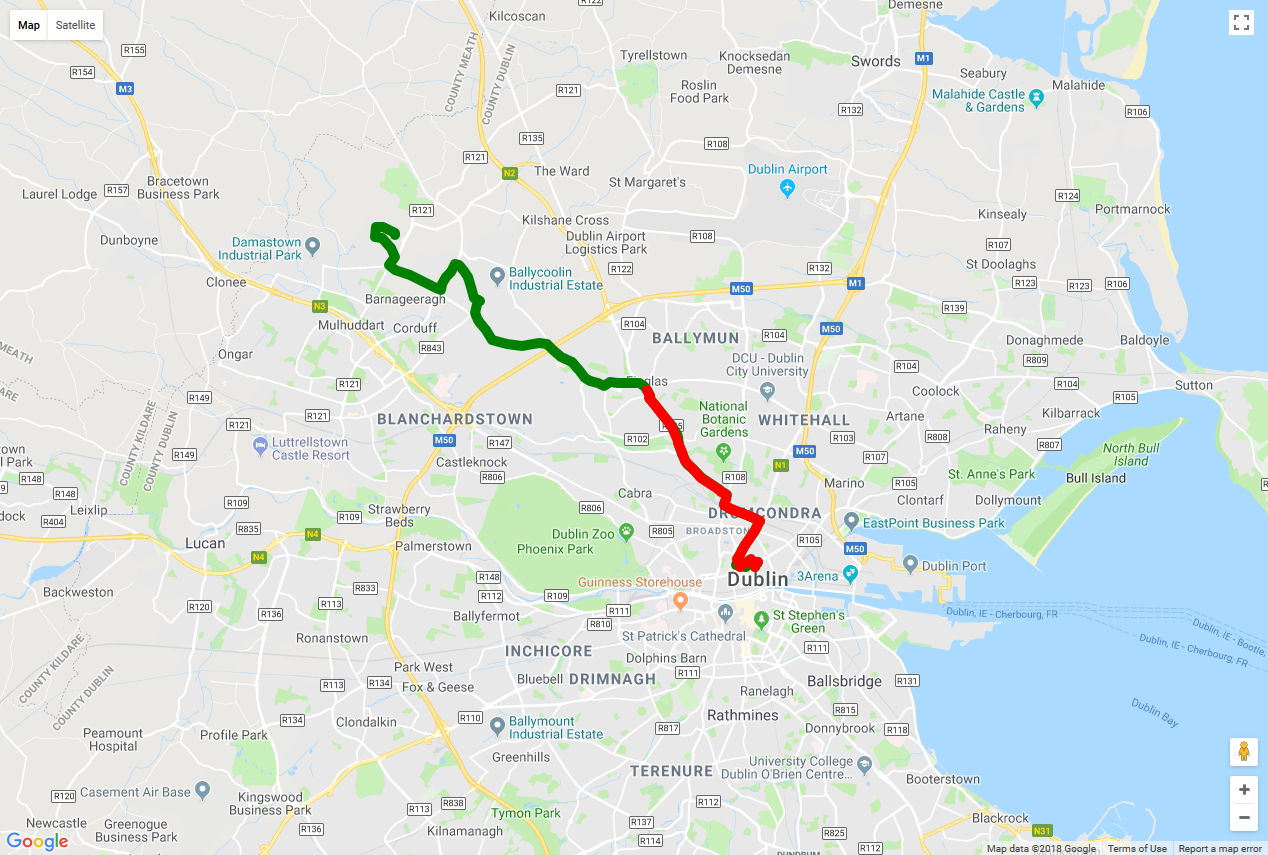 Map
Satellite
Kilcoscan
R122
Demesne
R155
R154
M3
COUNTY MEATH
COUNTY DUBLIN
Tyrrelstown
Knocksedan
Demesne
Swords
M1
Seabury
Malahide
Malahide Castle
& Gardens
R121
Roslin
Food Park
R132
R106
R135
R108
R121
N2
The Ward
St Margaret's
Dublin Airport
Laurel Lodge
R157
Bracetown
Business Park
R124
Portmarnock
R121
Kilshane Cross
Kinsealy
Dunboyne
Damastown
Industrial Park
Dublin Airport
Logistics Park
R108
R107
St Doolaghs
Clonee
Ballycoolin
Industrial Estate
R122
R132
R123
R123
R106
M50
M1
N3
Barnageeragh
R139
Mulhuddart
Corduff
R104
BALLYMUN
R104
M50
Donaghmede
Baldoyle
MEATH
Ongar
R843
DCU - Dublin
City University
R809
R104
R121
Finglas
Coolock
R104
Sutton
COUNTY KILDARE
COUNTY DUBLIN
R149
R121
R121
BLANCHARDSTOWN
National
Botanic
Gardens
WHITEHALL
Artane
Kilbarrack
R105
R149
Luttrellstown
Castle Resort
M50
R147
R102
R103
R808
Raheny
R807
North Bull
Island
R149
Castleknock
R806
N1
M50
R107
St. Anne's Park
Bull Island
R148
R148
R108
Marino
R105
Clontarf
Dollymount
Leixlip
R109
Strawberry
Beds
R806
Cabra
DRUMCONDRA
R404
R835
R109
Dublin Zoo
R805
BROADSTONE
EastPoint Business Park
Lucan
N4
N4
Palmerstown
Phoenix Park
R105
M50
Dublin Port
Backweston
R833
R148
Guinness Storehouse
Dublin
3Arena
R120
R113
R112
R109
R136
Ballyfermot
R111
R810
St Stephen's
Green
Dublin, IE - Cherbourg, FR
Dublin, IE - Bootle,
Dublin, IE - Cherbourg, FR
Ronanstown
St Patrick's Cathedral
R111
COUNTY KILDARE
COUNTY DUBLIN
INCHICORE
Dolphins Barn
Park West
Bluebell
DRIMNAGH
R111
Ballsbridge
R131
R113
R134
Fox & Geese
Ranelagh
R134
Clondalkin
R110
Ballymount
Industrial Estate
Rathmines
R815
Donnybrook
R118
Dublin Bay
Peamount
Hospital
Profile Park
R817
Greenhills
TERENURE
University College
Dublin O'Brien Centre...
Booterstown
R120
Casement Air Base
Kingswood
Business Park
R113
R838
Tymon Park
R112
Newcastle
Greenogue
Business Park
R136
Kilnamanagh
R137
R114
R825
R112
DUNDRUM
Blackrock
N31
Google
Map data ©2018 Google
Terms of Use
Report a map error